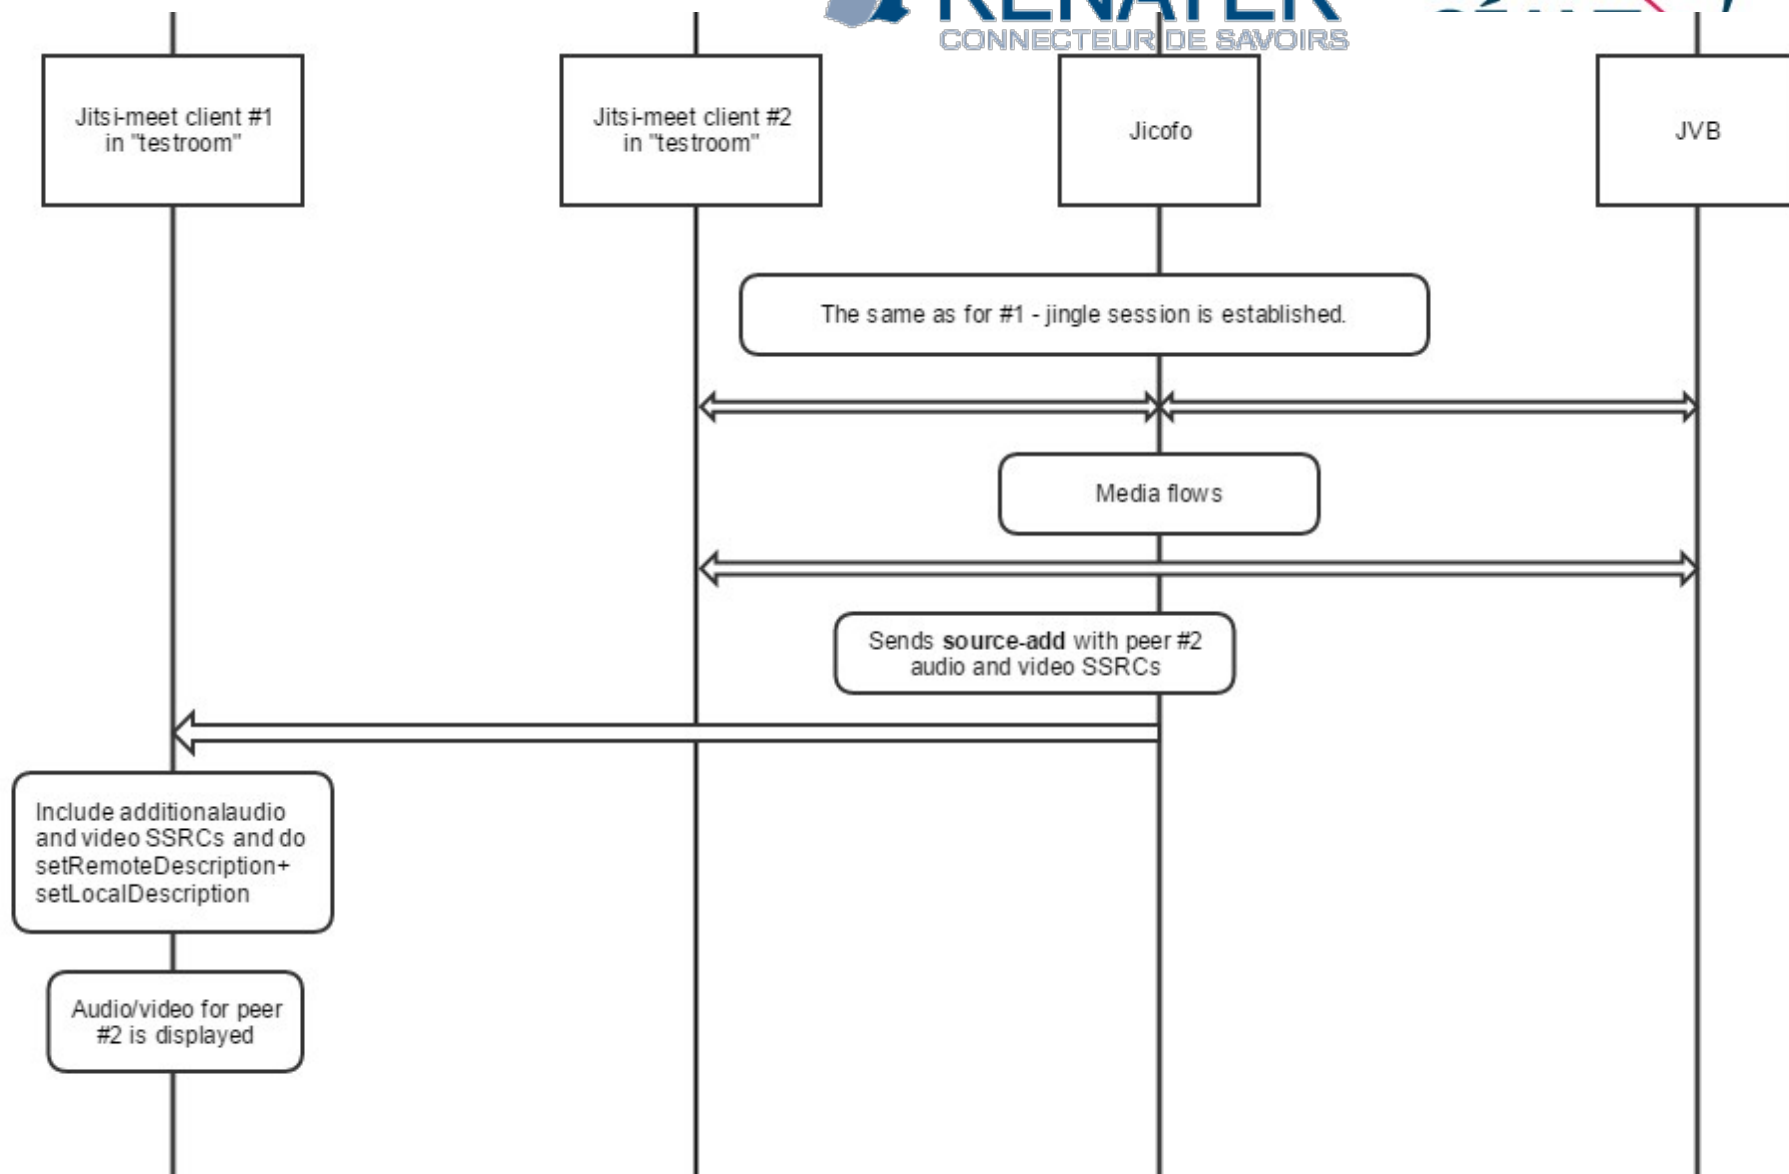 RENATER
CONNECTEUR DE SAVOIRS
Jitsi-meet client #1
in "testroom"
Jitsi-meet client #2
in "testroom"
Jicofo
JVB
The same as for #1 - jingle session is established.
Media flows
Sends source-add with peer #2
audio and video SSRCs
Include additionalaudio
and video SSRCs and do
setRemoteDescription+
setLocalDescription
Audio/video for peer
#2 is displayed